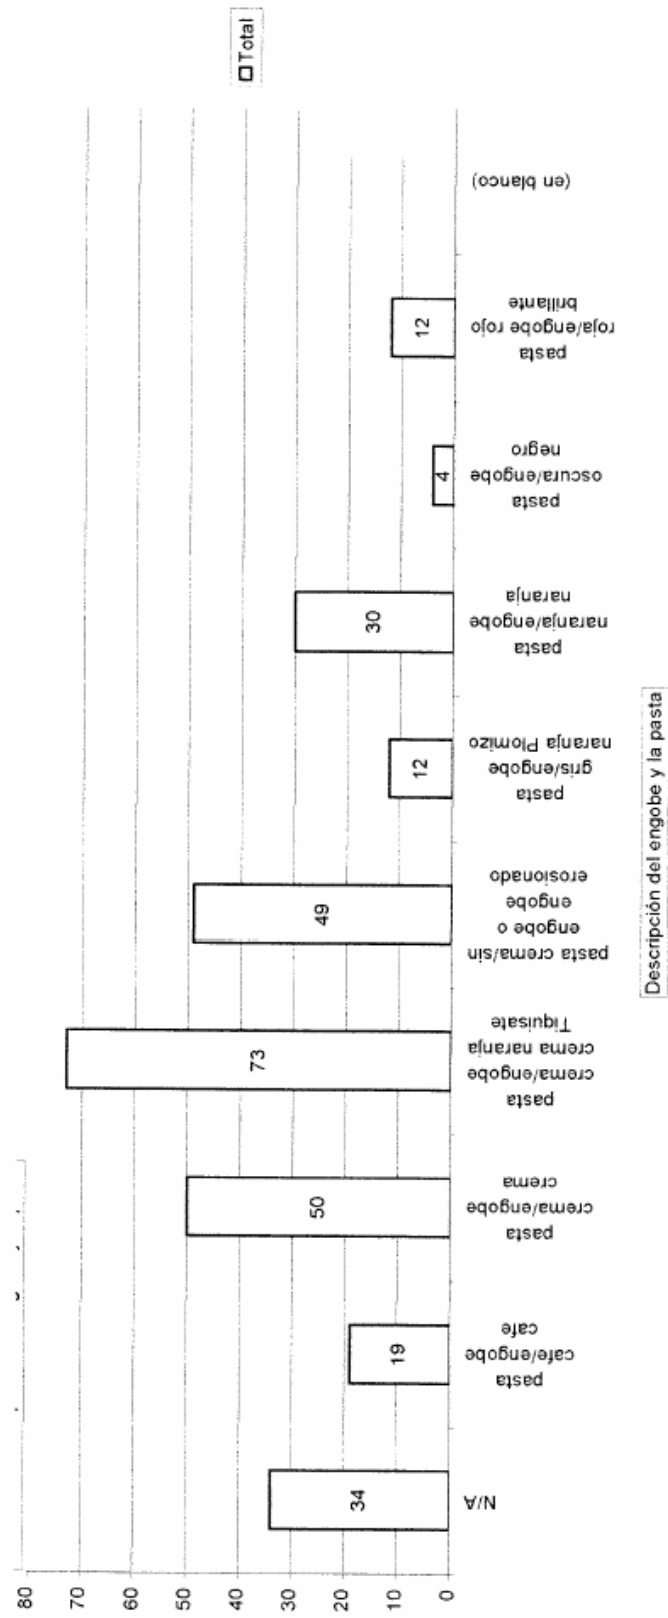 80
70
60
50
40
30
20
10
0
34
19
50
73
49
12
30
4
12
N/A
pasta
café/engobe
cafe
pasta
crema/engobe
crema
pasta
crema/engobe
crema naranja
Tiquisate
pasta crema/sin
engobe o
engobe
erosionado
pasta
gris/engobe
naranja Plomizo
pasta
naranja/engobe
naranja
pasta
oscura/engobe
negro
pasta
roja/engobe rojo
brillante
(en blanco)
Total
Descripción del engobe y la pasta